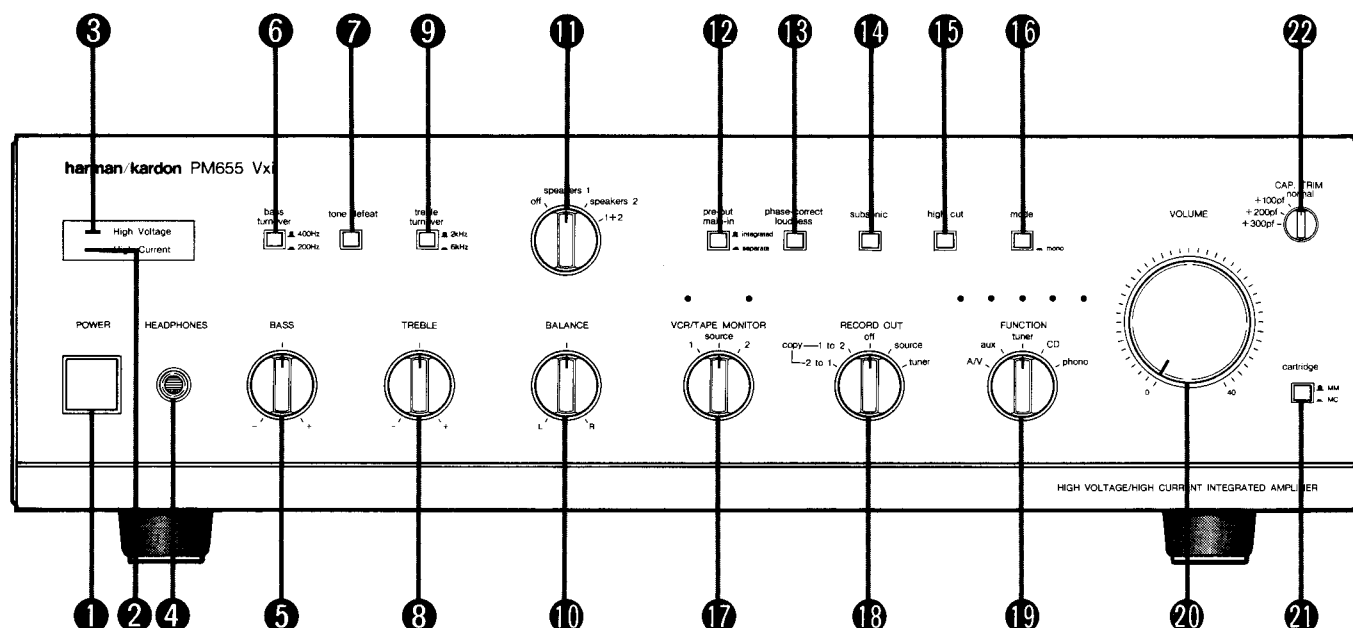 3 6 7 9 11 12 13 14 15 16 22
harman/kardon PM655 Vxi
High Voltage
High Current
bass
turnover
400Hz
200Hz
tone defeat
treble
turnover
2kHz
6kHz
off
speakers 1
speakers 2
1+2
pre-out
main-in
integrated
separate
phase-correct
loudness
subsonic
high cut
mode
mono
VOLUME
CAP. TRIM
normal
+100pf
+200pf
+300pf
POWER
HEADPHONES
BASS
- +
TREBLE
- +
BALANCE
L R
VCR/TAPE MONITOR
source
1 2
RECORD OUT
off
copy 1 to 2
2 to 1
source
tuner
FUNCTION
tuner
aux CD
A/V phono
0 40
cartridge
MM
MC
HIGH VOLTAGE/HIGH CURRENT INTEGRATED AMPLIFIER
1 2 4 5 8 10 17 18 19 20 21